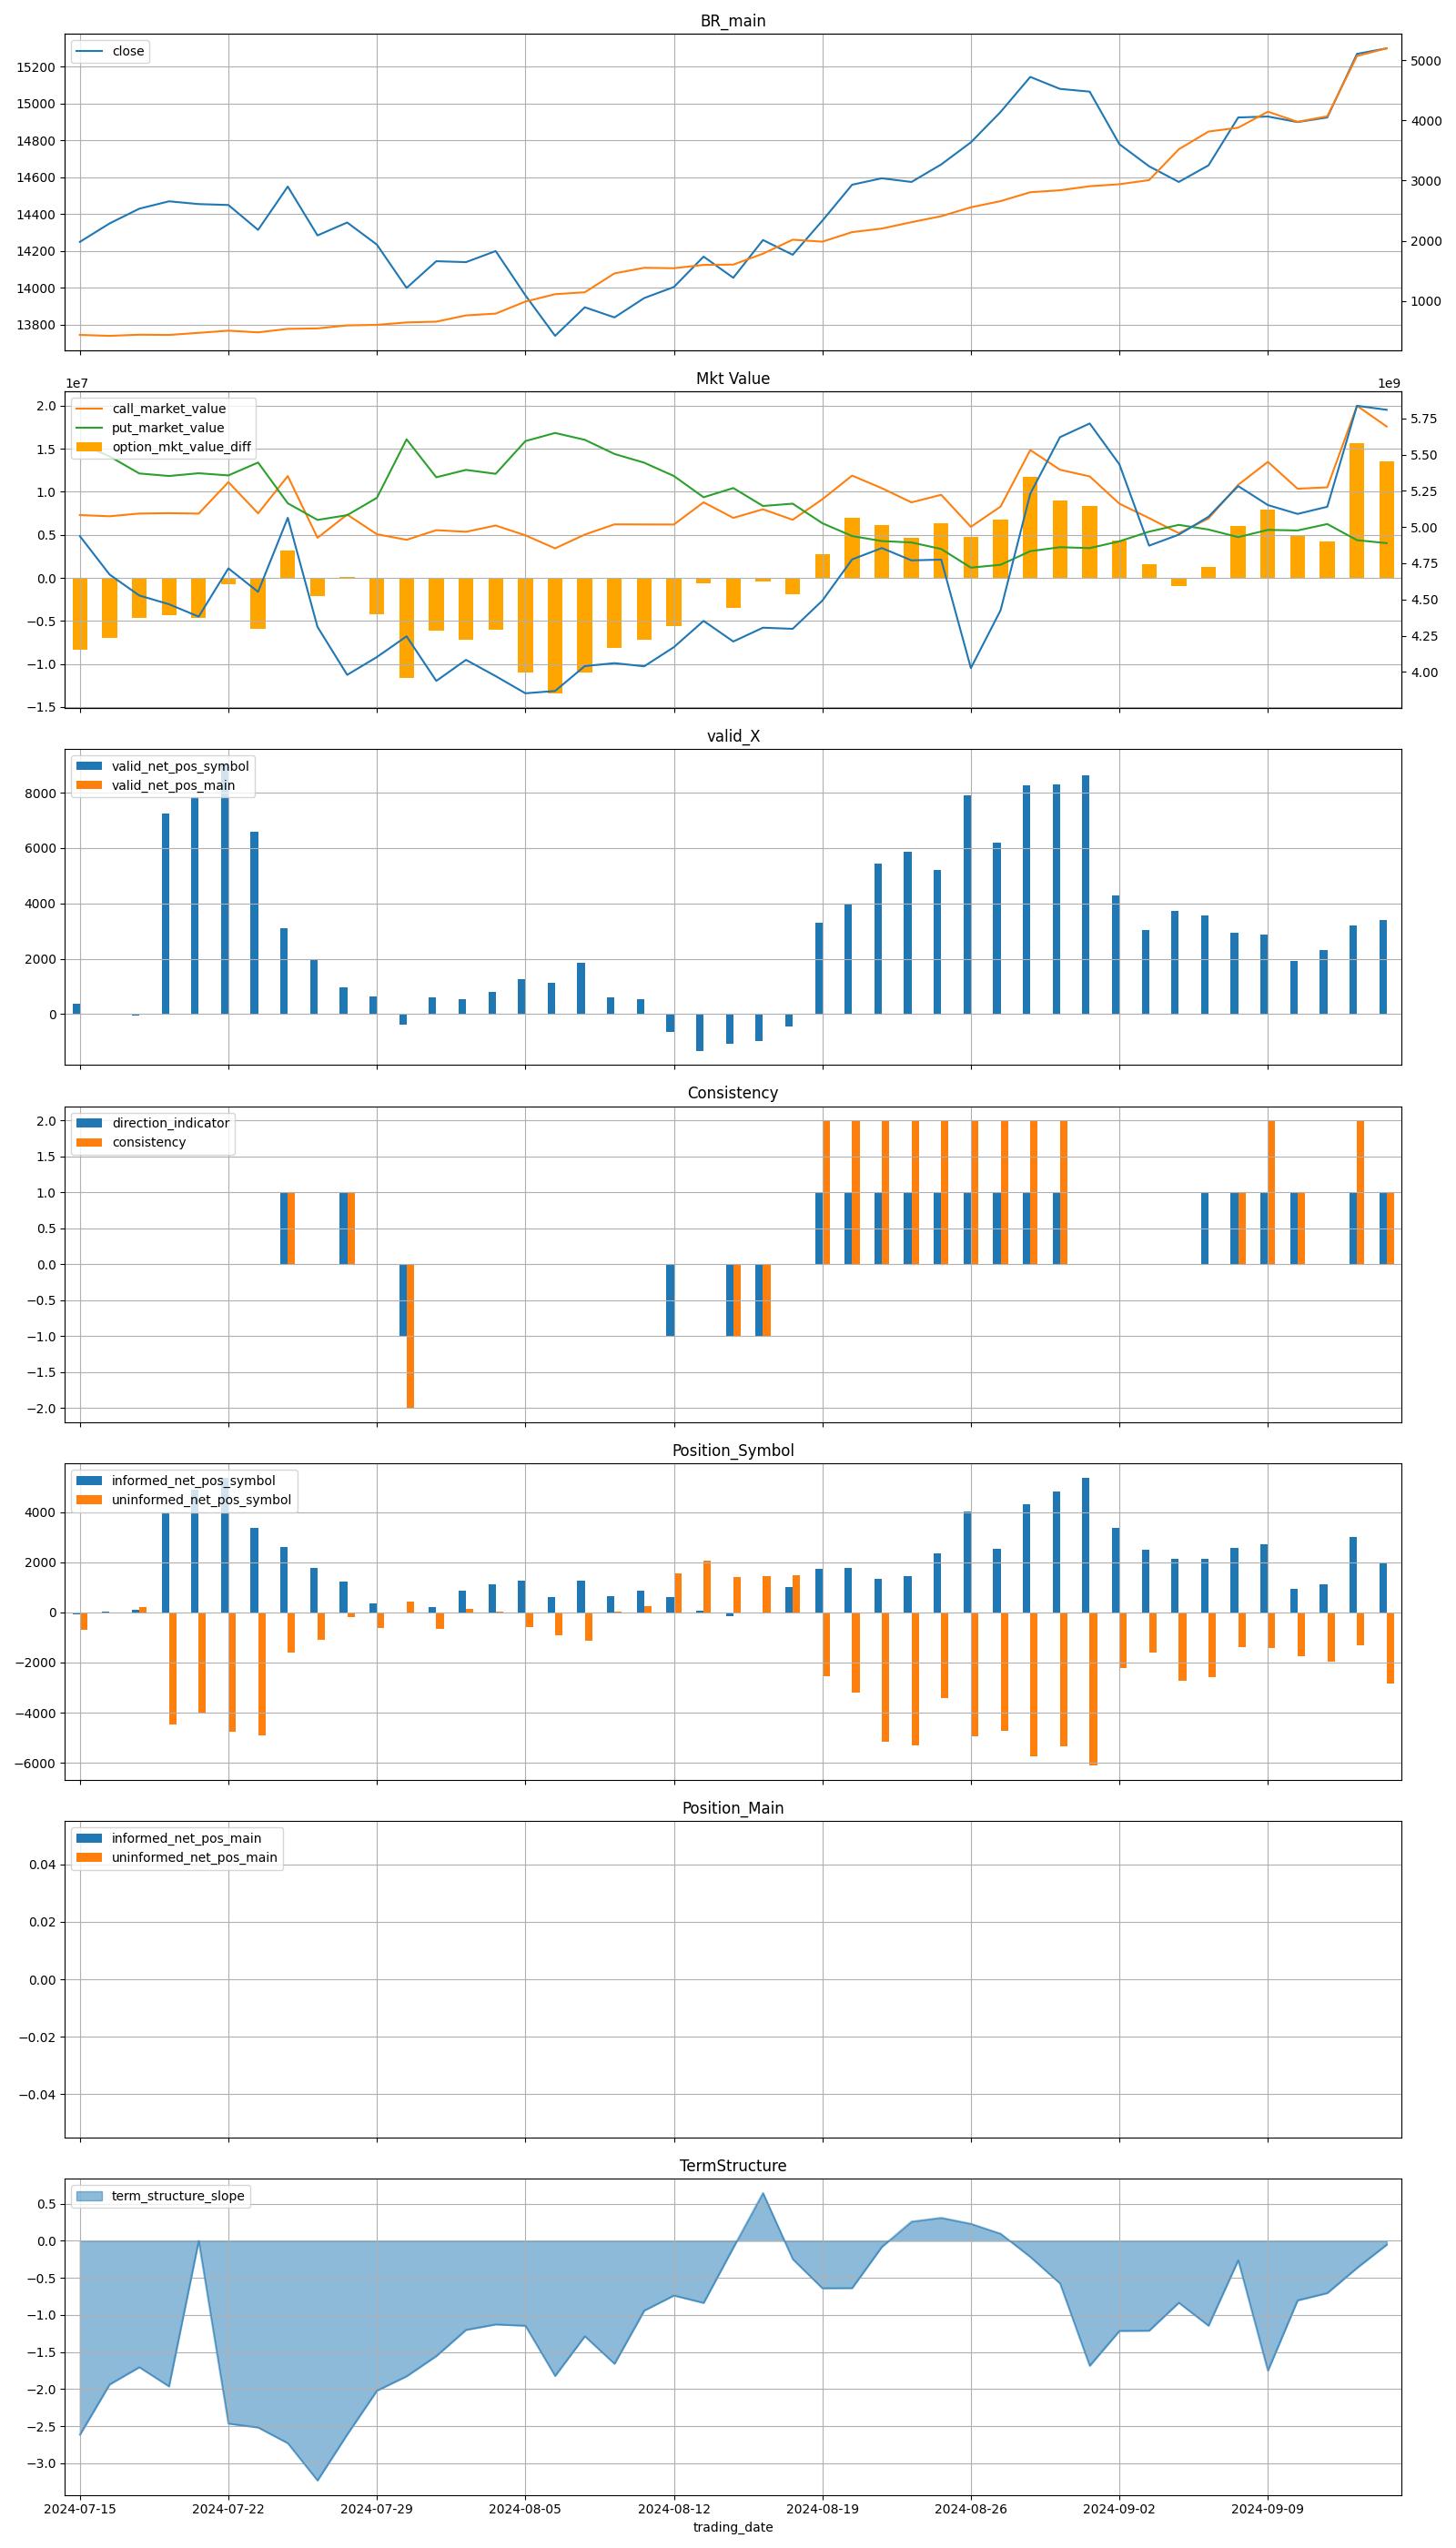 BR_main
close
15200
15000
14800
14600
14400
14200
14000
13800
5000
4000
3000
2000
1000
Mkt Value
1e7
1e9
call_market_value
put_market_value
option_mkt_value_diff
2.0
1.5
1.0
0.5
0.0
−0.5
−1.0
−1.5
5.75
5.50
5.25
5.00
4.75
4.50
4.25
4.00
valid_X
valid_net_pos_symbol
valid_net_pos_main
8000
6000
4000
2000
0
Consistency
direction_indicator
consistency
2.0
1.5
1.0
0.5
0.0
−0.5
−1.0
−1.5
−2.0
Position_Symbol
informed_net_pos_symbol
uninformed_net_pos_symbol
4000
2000
0
−2000
−4000
−6000
Position_Main
informed_net_pos_main
uninformed_net_pos_main
0.04
0.02
0.00
−0.02
−0.04
TermStructure
term_structure_slope
0.5
0.0
−0.5
−1.0
−1.5
−2.0
−2.5
−3.0
2024-07-15 2024-07-22 2024-07-29 2024-08-05 2024-08-12 2024-08-19 2024-08-26 2024-09-02 2024-09-09
trading_date